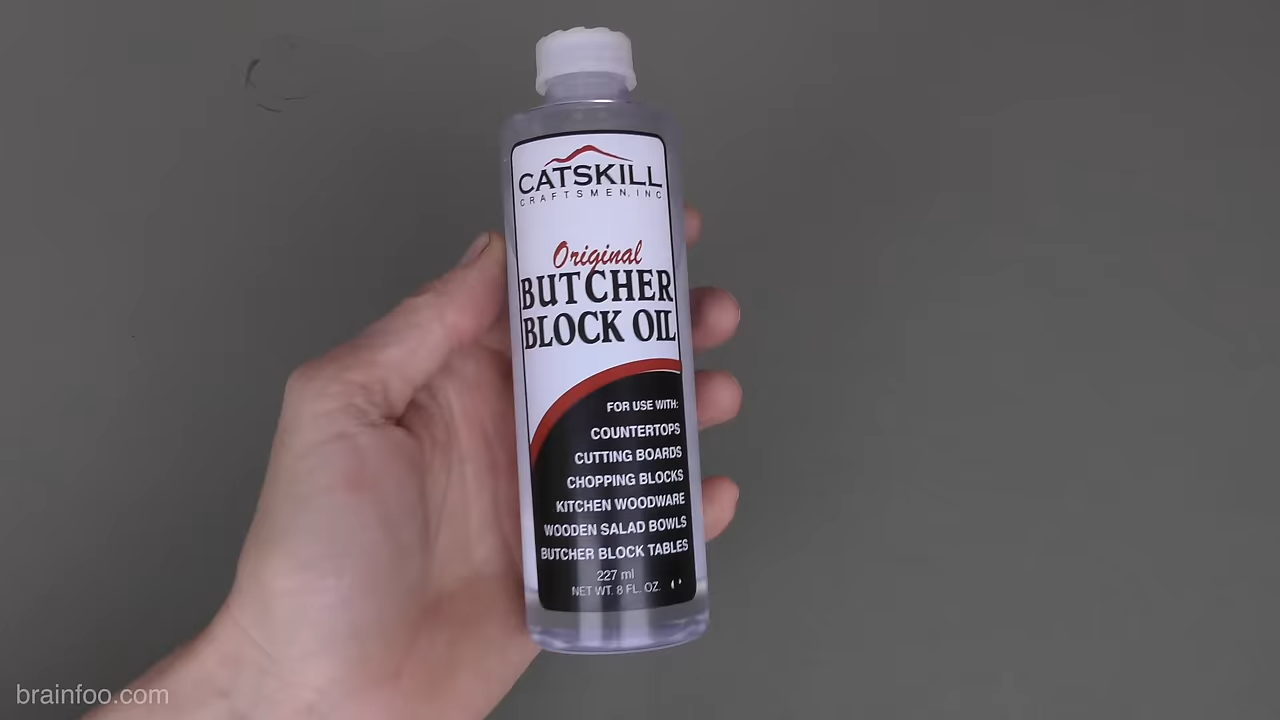 CATSKILL
CRAFTSMEN, INC
Original
BUTCHER
BLOCK OIL
FOR USE WITH:
COUNTERTOPS
CUTTING BOARDS
CHOPPING BLOCKS
KITCHEN WOODWARE
WOODEN SALAD BOWLS
BUTCHER BLOCK TABLES
227 ml
NET WT. 8 FL. OZ.
brainfoo.com